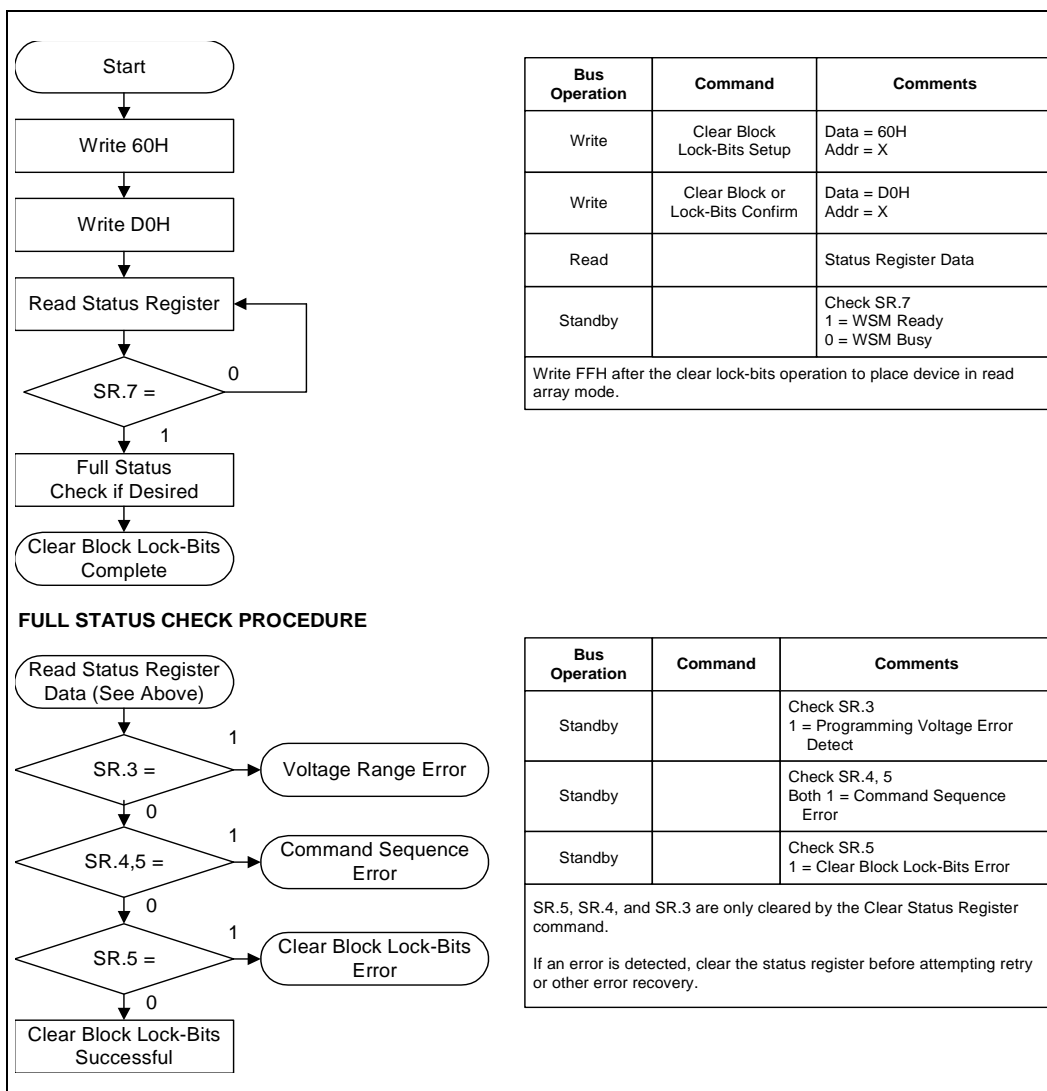 Start
Write 60H
Write D0H
Read Status Register
SR.7 =
0
1
Full Status
Check if Desired
Clear Block Lock-Bits
Complete
Bus
Operation
Command
Comments
Write
Clear Block
Lock-Bits Setup
Data = 60H
Addr = X
Write
Clear Block or
Lock-Bits Confirm
Data = D0H
Addr = X
Read
Status Register Data
Standby
Check SR.7
1 = WSM Ready
0 = WSM Busy
Write FFH after the clear lock-bits operation to place device in read
array mode.
FULL STATUS CHECK PROCEDURE
Read Status Register
Data (See Above)
SR.3 =
1
Voltage Range Error
0
SR.4,5 =
1
Command Sequence
Error
0
SR.5 =
1
Clear Block Lock-Bits
Error
0
Clear Block Lock-Bits
Successful
Bus
Operation
Command
Comments
Standby
Check SR.3
1 = Programming Voltage Error
Detect
Standby
Check SR.4, 5
Both 1 = Command Sequence
Error
Standby
Check SR.5
1 = Clear Block Lock-Bits Error
SR.5, SR.4, and SR.3 are only cleared by the Clear Status Register
command.
If an error is detected, clear the status register before attempting retry
or other error recovery.